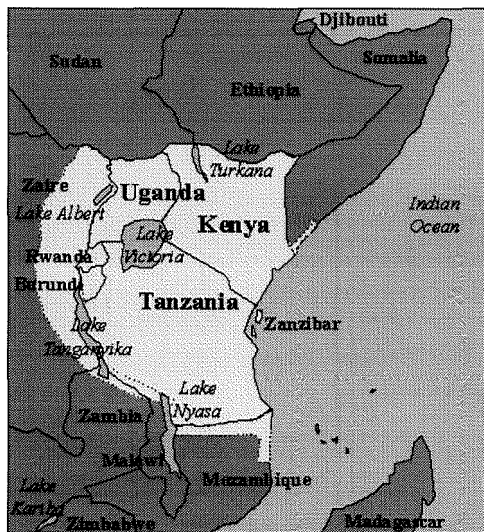 Djibouti
Sudan
Somalia
Ethiopia
Lake
Turkana
Zaire
Uganda
Lake Albert
Kenya
Indian
Ocean
Lake
Victoria
Rwanda
Burundi
Tanzania
Zanzibar
Lake
Tanganyika
Lake
Nyasa
Zambia
Malawi
Mozambique
Lake
Kariba
Zimbabwe
Madagascar